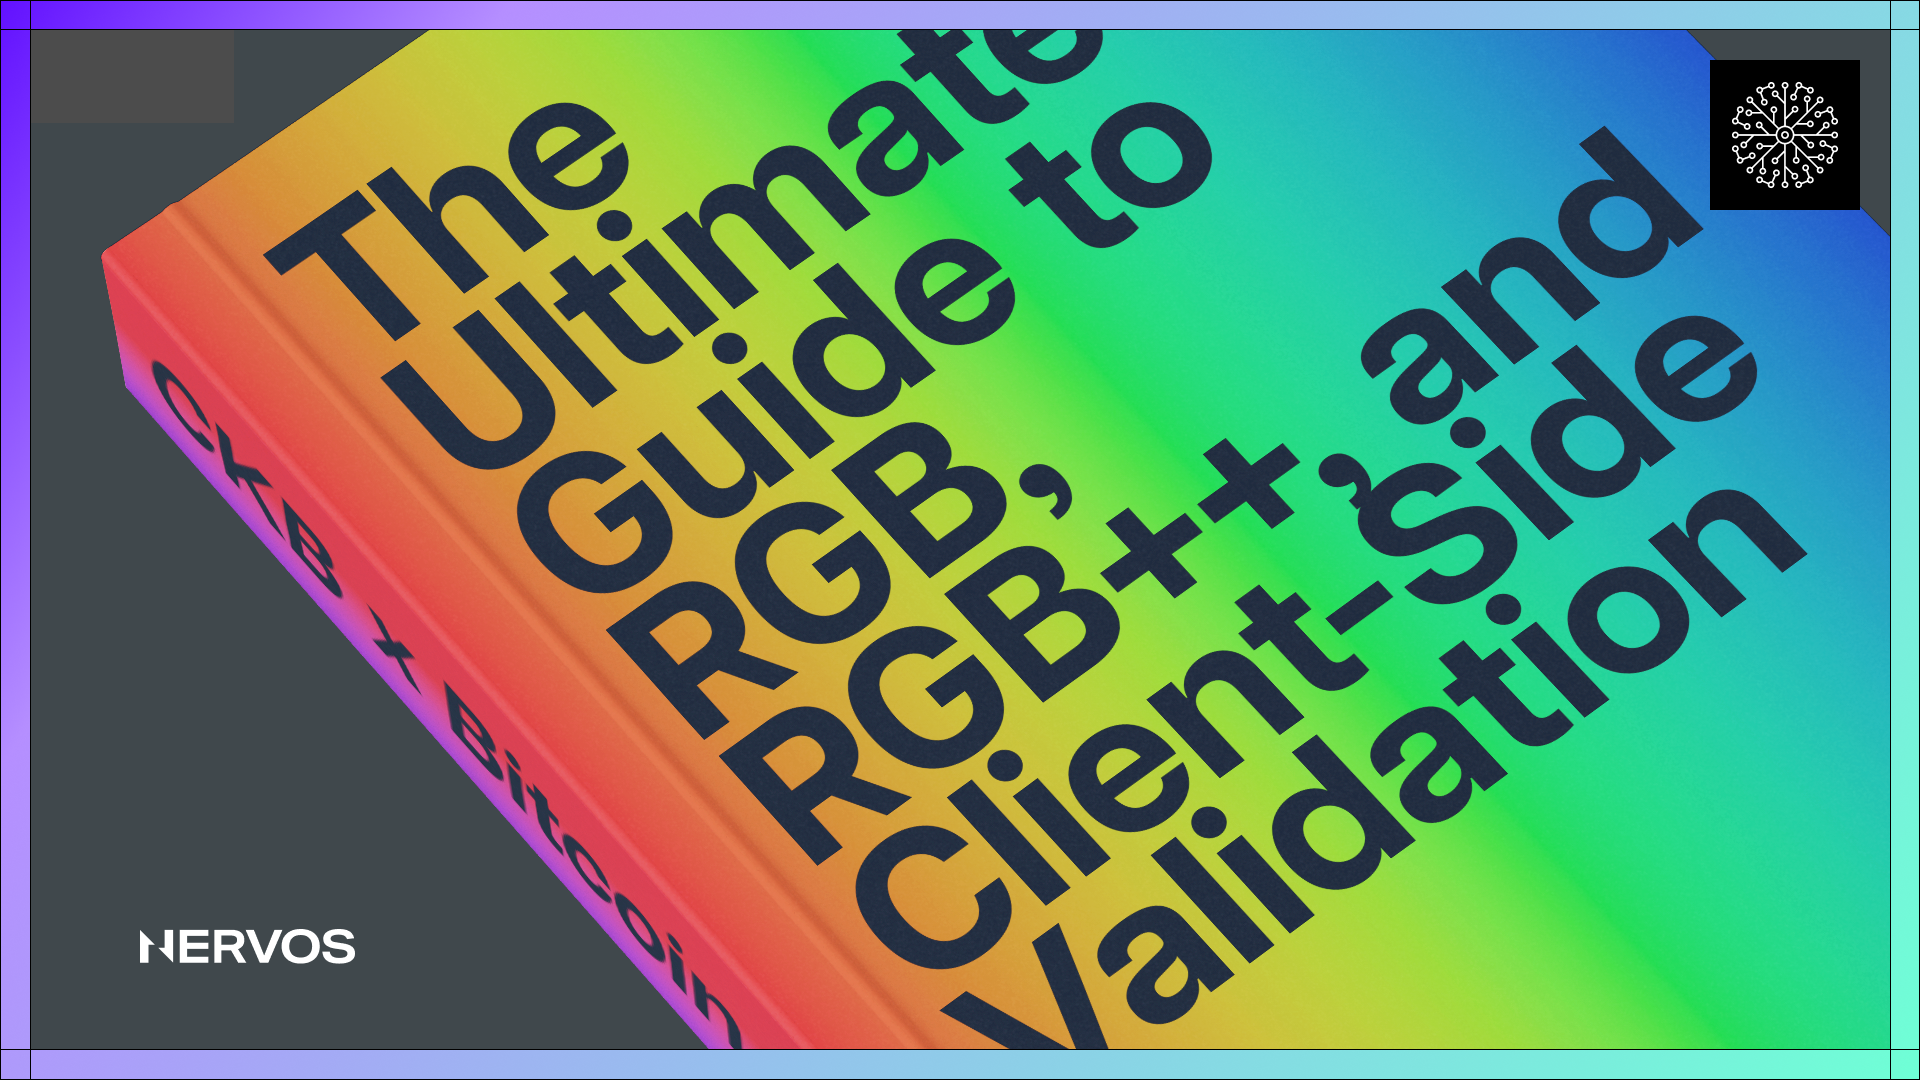 The
Ultimate
Guide to
RGB,
RGB++, and
Client-Side
Validation
CKB x Bitcoin
NERVOS